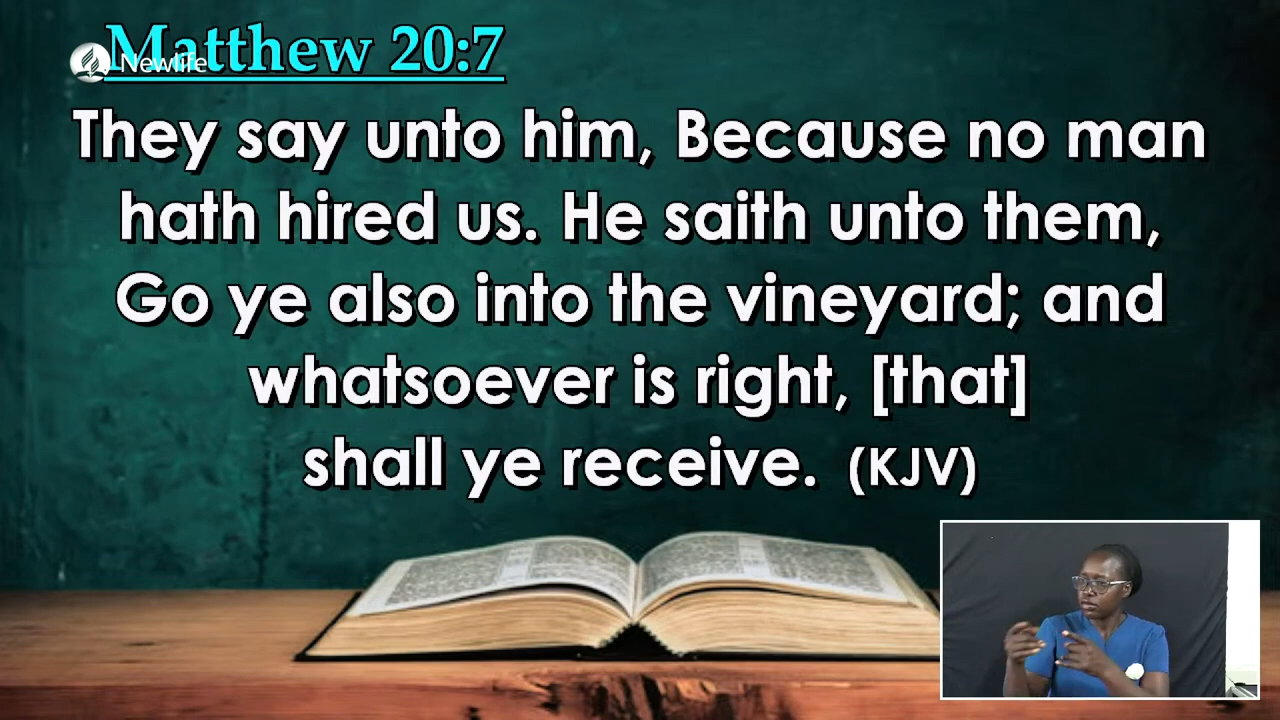 Matthew 20:7
Newlife
They say unto him, Because no man
hath hired us. He saith unto them,
Go ye also into the vineyard; and
whatsoever is right, [that]
shall ye receive. (KJV)